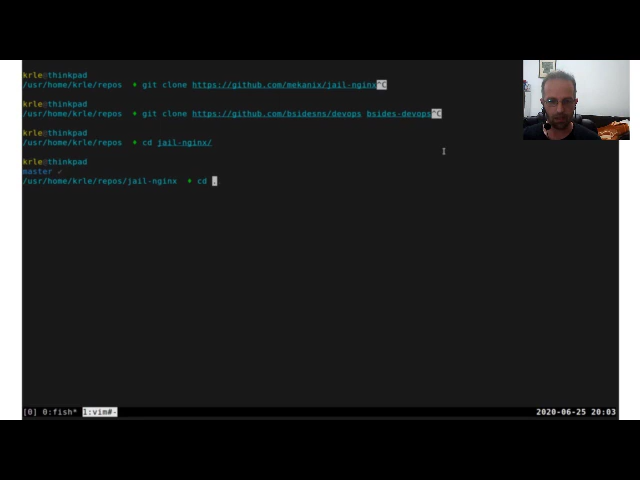 krle@thinkpad
/usr/home/krle/repos ♦ git clone https://github.com/mekanix/jail-nginx^C
krle@thinkpad
/usr/home/krle/repos ♦ git clone https://github.com/bsidesns/devops bsides-devops^C
krle@thinkpad
/usr/home/krle/repos ♦ cd jail-nginx/
krle@thinkpad
master ✓
/usr/home/krle/repos/jail-nginx ♦ cd .
[0] 0:fish* 1:vim#- 2020-06-25 20:03